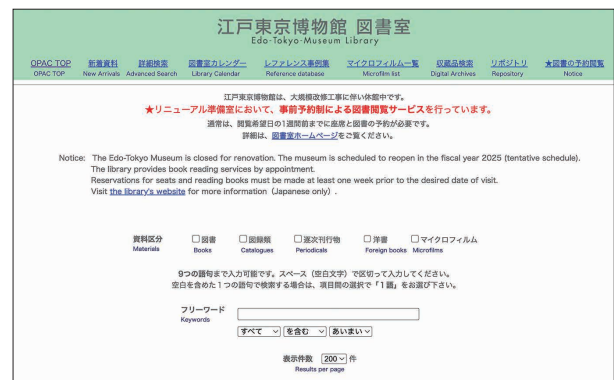 江戸東京博物館 図書室
Edo-Tokyo-Museum Library
OPAC TOP 新着資料 詳細検索 図書室カレンダー レファレンス事例集 マイクロフィルム一覧 収蔵品検索 リポジトリ ★図書の予約閲覧
OPAC TOP New Arrivals Advanced Search Library Calendar Reference database Microfilm list Digital Archives Repository Notice
江戸東京博物館は、大規模改修工事に伴い休館中です。
★リニューアル準備室において、事前予約制による図書閲覧サービスを行っています。
通常は、閲覧希望日の1週間前までに座席と図書の予約が必要です。
詳細は、図書室ホームページをご覧ください。
Notice: The Edo-Tokyo Museum is closed for renovation. The museum is scheduled to reopen in the fiscal year 2025 (tentative schedule).
The library provides book reading services by appointment.
Reservations for seats and reading books must be made at least one week prior to the desired date of visit.
Visit the library's website for more information (Japanese only) .
資料区分 図書 図録類 逐次刊行物 洋書 マイクロフィルム
Materials Books Catalogues Periodicals Foreign books Microfilms
9つの語句まで入力可能です。スペース（空白文字）で区切って入力してください。
空白を含めた1つの語句で検索する場合は、項目間の選択で「1語」をお選び下さい。
フリーワード
Keywords
すべて を含む あいまい
表示件数 200 件
Results per page